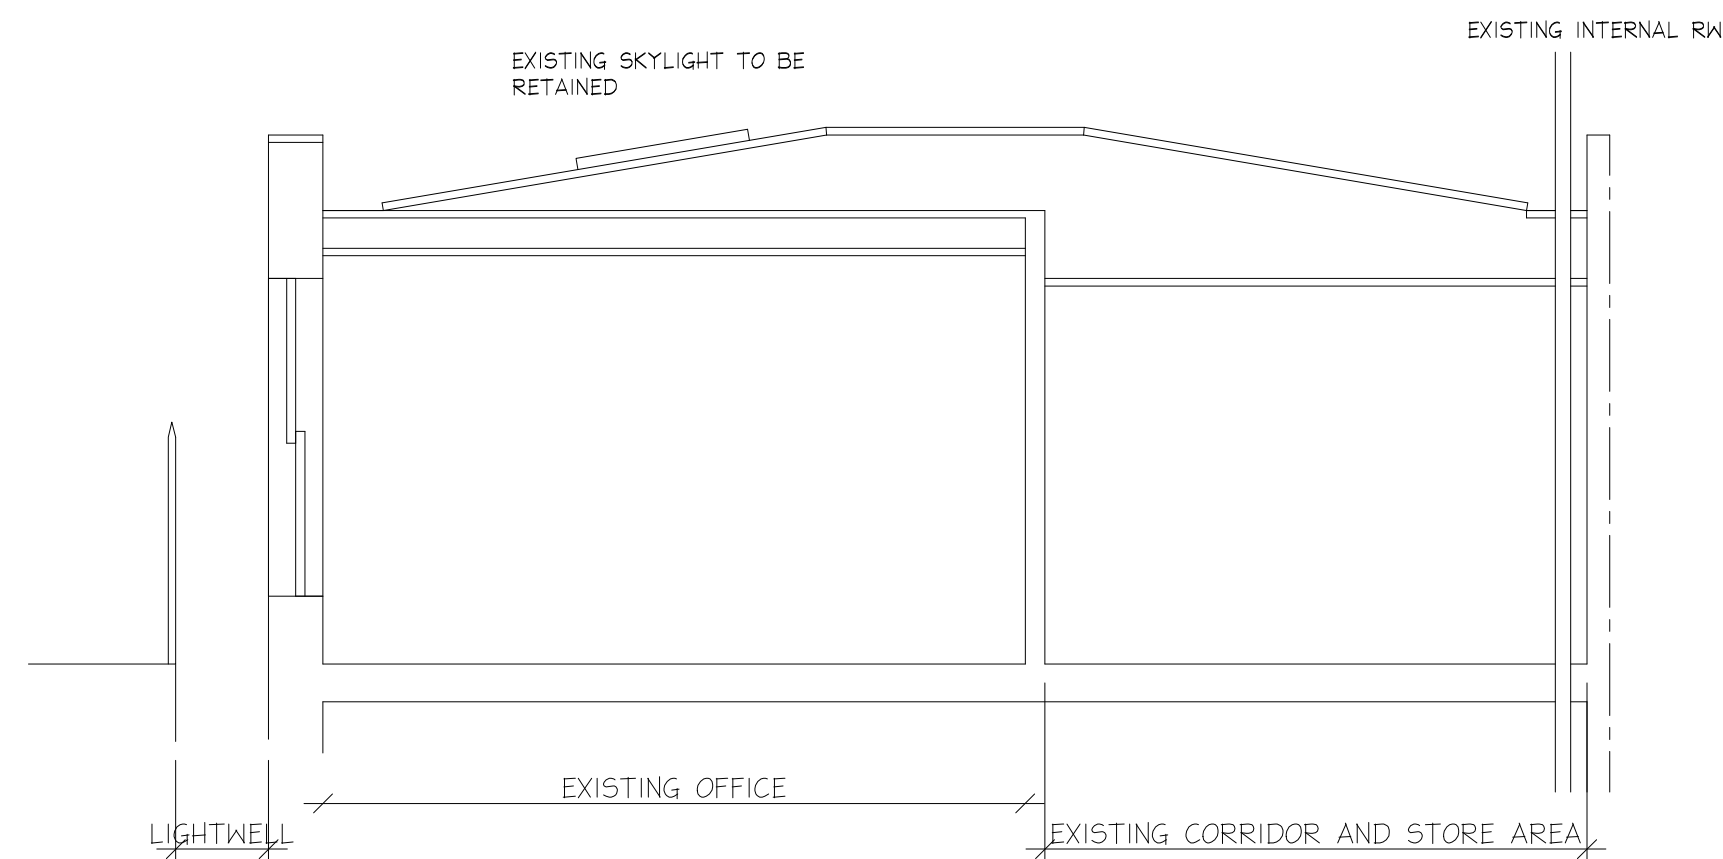 EXISTING INTERNAL RW
EXISTING SKYLIGHT TO BE
RETAINED
EXISTING OFFICE
LIGHTWELL
EXISTING CORRIDOR AND STORE AREA